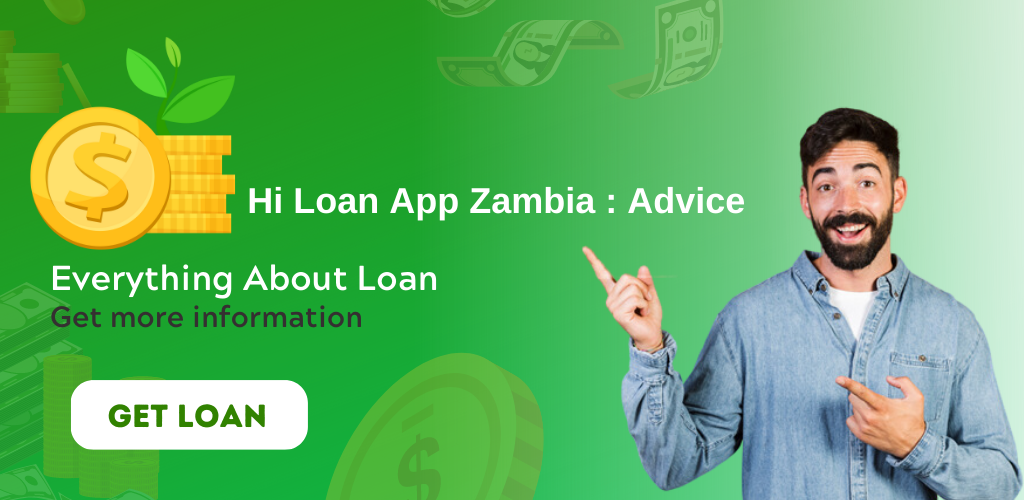 Hi Loan App Zambia : Advice
Everything About Loan
Get more information
GET LOAN